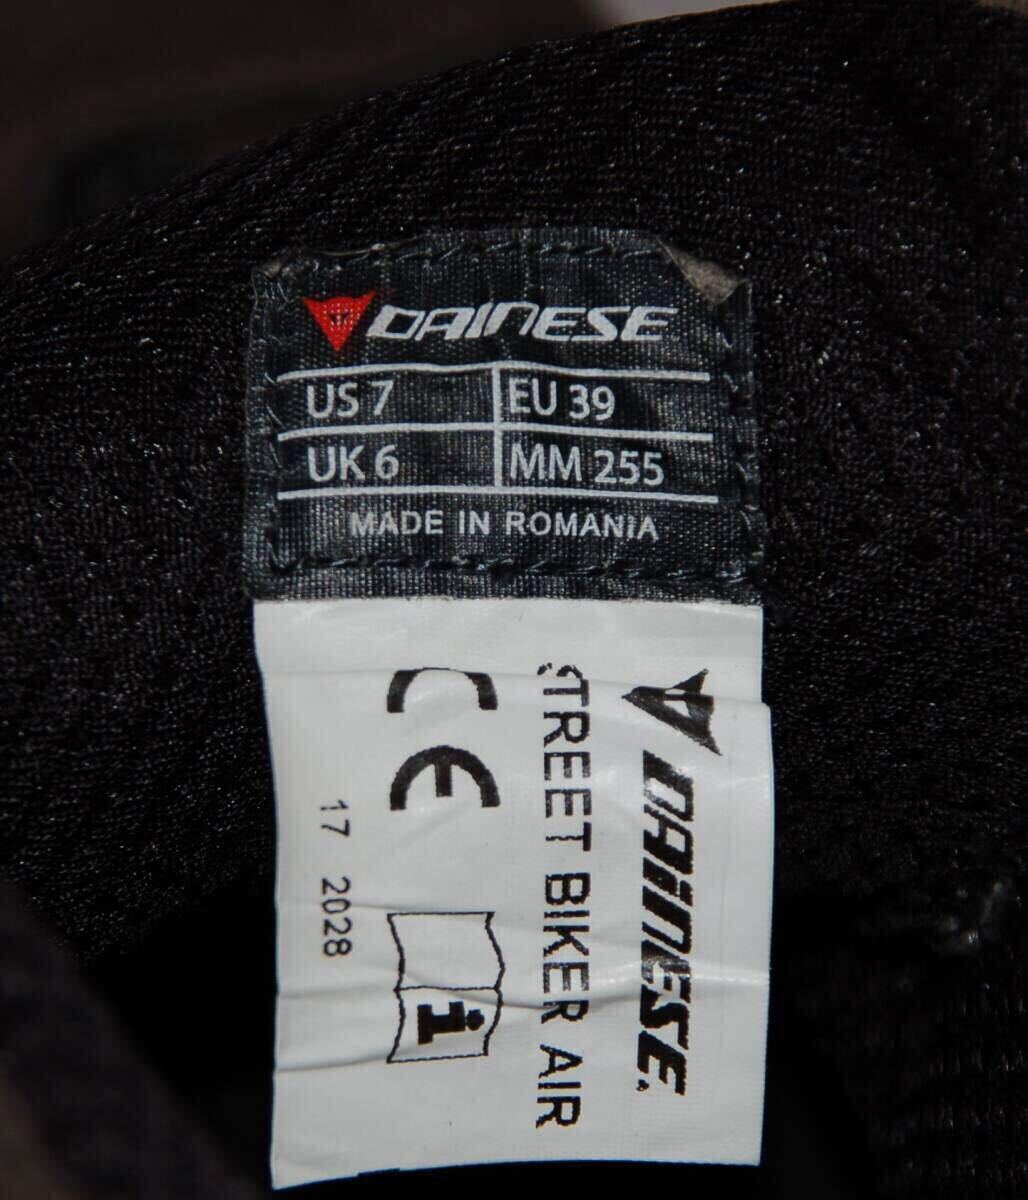 DAINESE
US 7 EU 39
UK 6 MM 255
MADE IN ROMANIA
DAINESE
STREET BIKER AIR
CE
i
17 2028